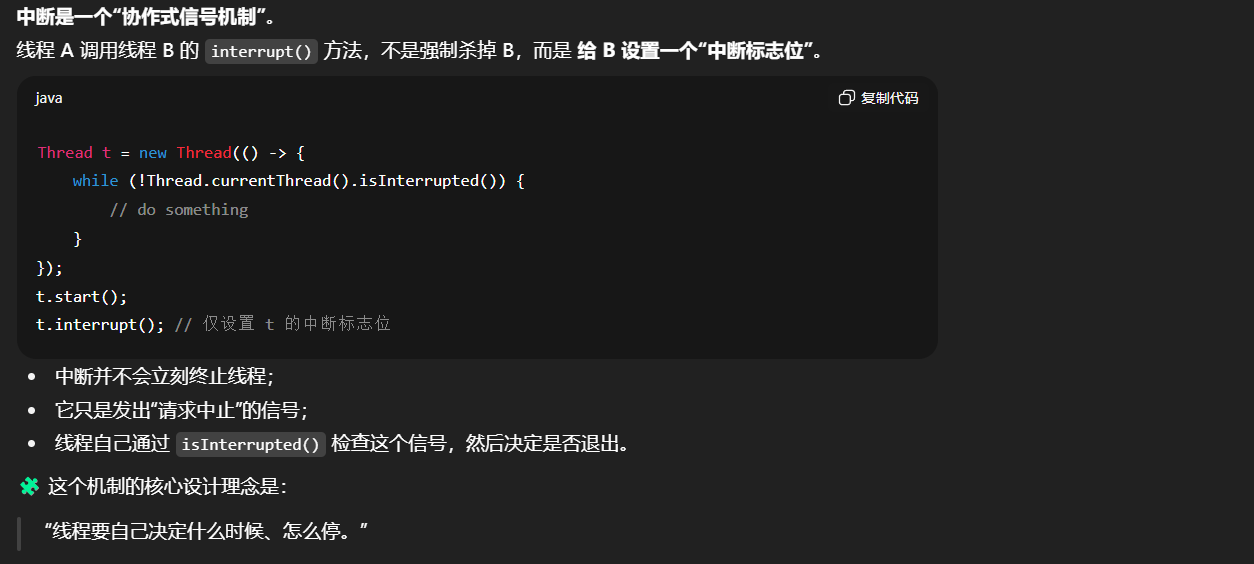 中断是一个“协作式信号机制”。
线程 A 调用线程 B 的 interrupt() 方法，不是强制杀掉 B，而是 给 B 设置一个“中断标志位”。
java
复制代码
Thread t = new Thread(() -> {
    while (!Thread.currentThread().isInterrupted()) {
        // do something
    }
});
t.start();
t.interrupt(); // 仅设置 t 的中断标志位
• 中断并不会立刻终止线程；
• 它只是发出“请求中止”的信号；
• 线程自己通过 isInterrupted() 检查这个信号，然后决定是否退出。
🧩 这个机制的核心设计理念是：
“线程要自己决定什么时候、怎么停。”